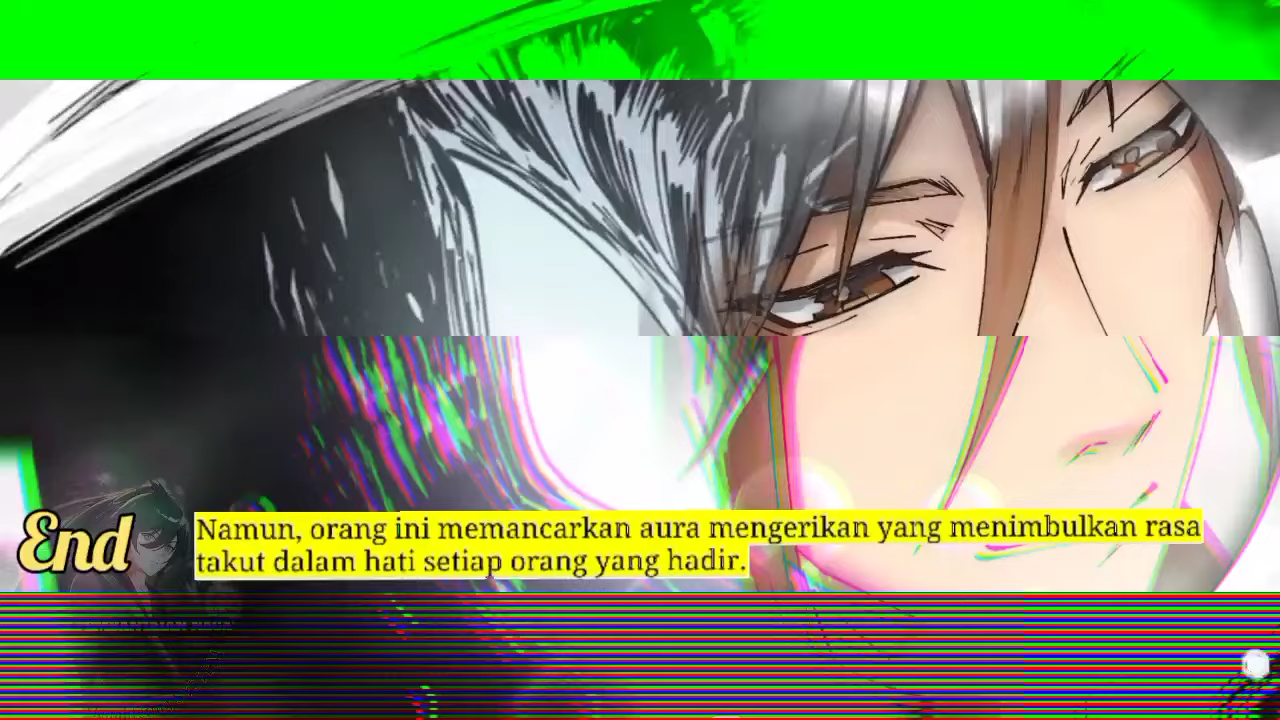 End
Namun, orang ini memancarkan aura mengerikan yang menimbulkan rasa
takut dalam hati setiap orang yang hadir.